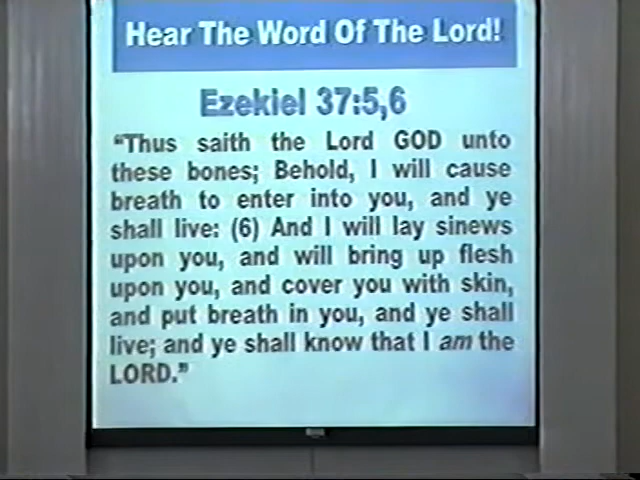 Hear The Word Of The Lord!
Ezekiel 37:5,6
“Thus saith the Lord GOD unto
these bones; Behold, I will cause
breath to enter into you, and ye
shall live: (6) And I will lay sinews
upon you, and will bring up flesh
upon you, and cover you with skin,
and put breath in you, and ye shall
live; and ye shall know that I am the
LORD.”